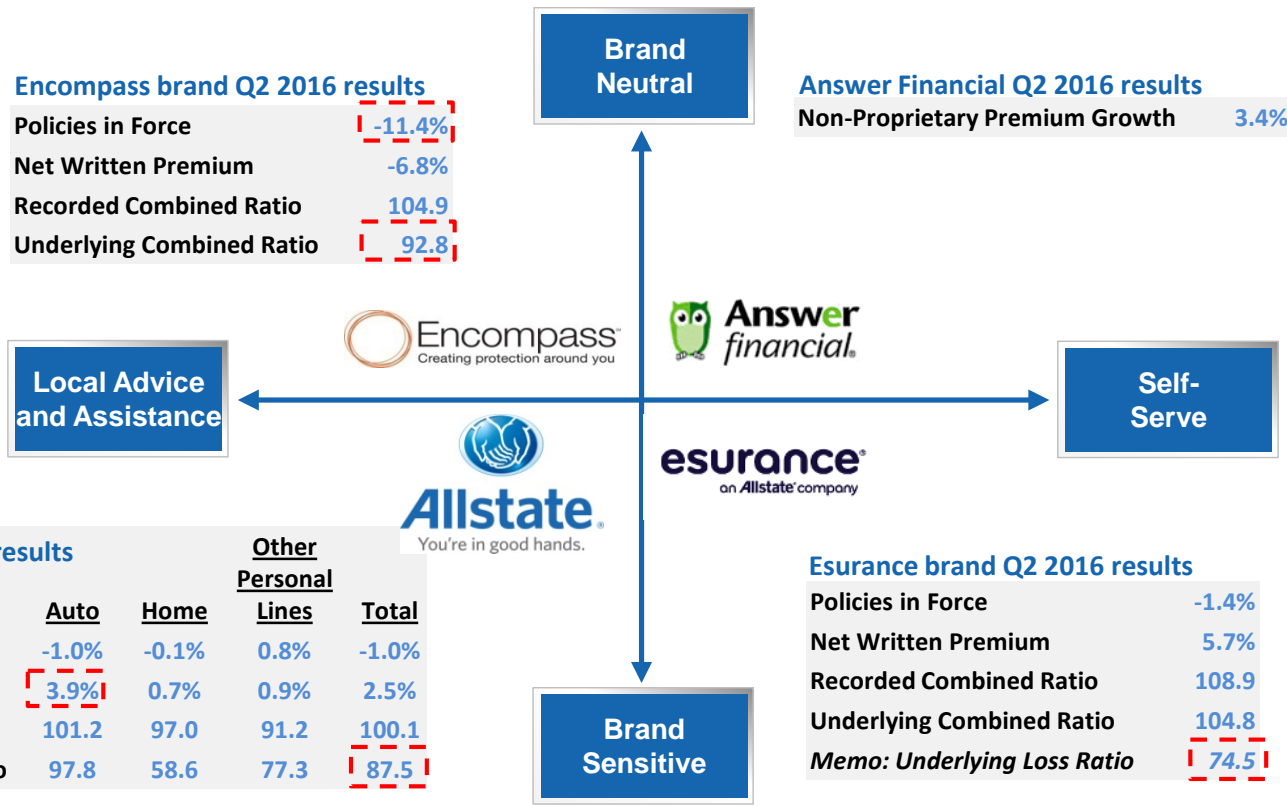 Brand
Neutral
Encompass brand Q2 2016 results
Policies in Force -11.4%
Net Written Premium -6.8%
Recorded Combined Ratio 104.9
Underlying Combined Ratio 92.8
Answer Financial Q2 2016 results
Non-Proprietary Premium Growth 3.4%
Encompass℠
Creating protection around you
Answer
financial®
Local Advice
and Assistance
Self-
Serve
Allstate®
You're in good hands.
esurance®
an Allstate® company
results
Other
Personal
Auto Home Lines Total
-1.0% -0.1% 0.8% -1.0%
3.9% 0.7% 0.9% 2.5%
101.2 97.0 91.2 100.1
o 97.8 58.6 77.3 87.5
Brand
Sensitive
Esurance brand Q2 2016 results
Policies in Force -1.4%
Net Written Premium 5.7%
Recorded Combined Ratio 108.9
Underlying Combined Ratio 104.8
Memo: Underlying Loss Ratio 74.5